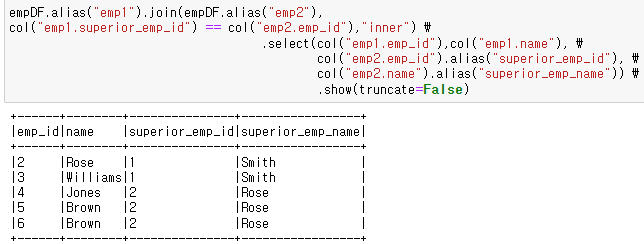 empDF.alias("emp1").join(empDF.alias("emp2"),
col("emp1.superior_emp_id") == col("emp2.emp_id"),"inner") ₩
.select(col("emp1.emp_id"),col("emp1.name"), ₩
col("emp2.emp_id").alias("superior_emp_id"), ₩
col("emp2.name").alias("superior_emp_name")) ₩
.show(truncate=False)
+------+--------+---------------+-----------------+
|emp_id|name    |superior_emp_id|superior_emp_name|
+------+--------+---------------+-----------------+
|2     |Rose    |1              |Smith            |
|3     |Williams|1              |Smith            |
|4     |Jones   |2              |Rose             |
|5     |Brown   |2              |Rose             |
|6     |Brown   |2              |Rose             |
+------+--------+---------------+-----------------+